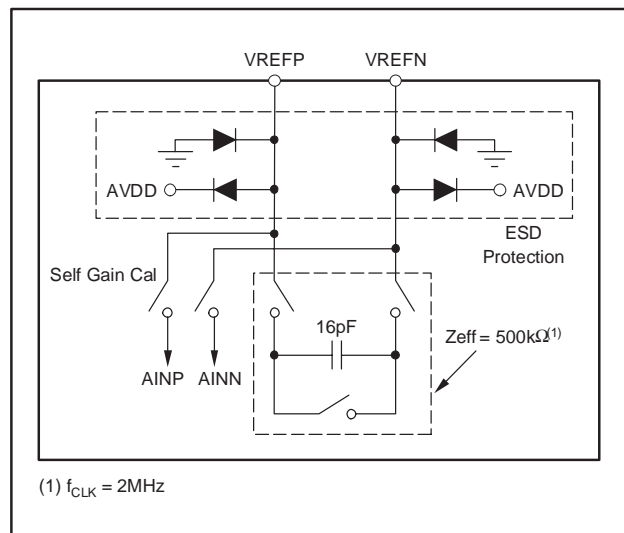 VREFP VREFN
AVDD AVDD
ESD
Protection
Self Gain Cal
16pF
Zeff = 500kΩ(1)
AINP AINN
(1) fCLK = 2MHz